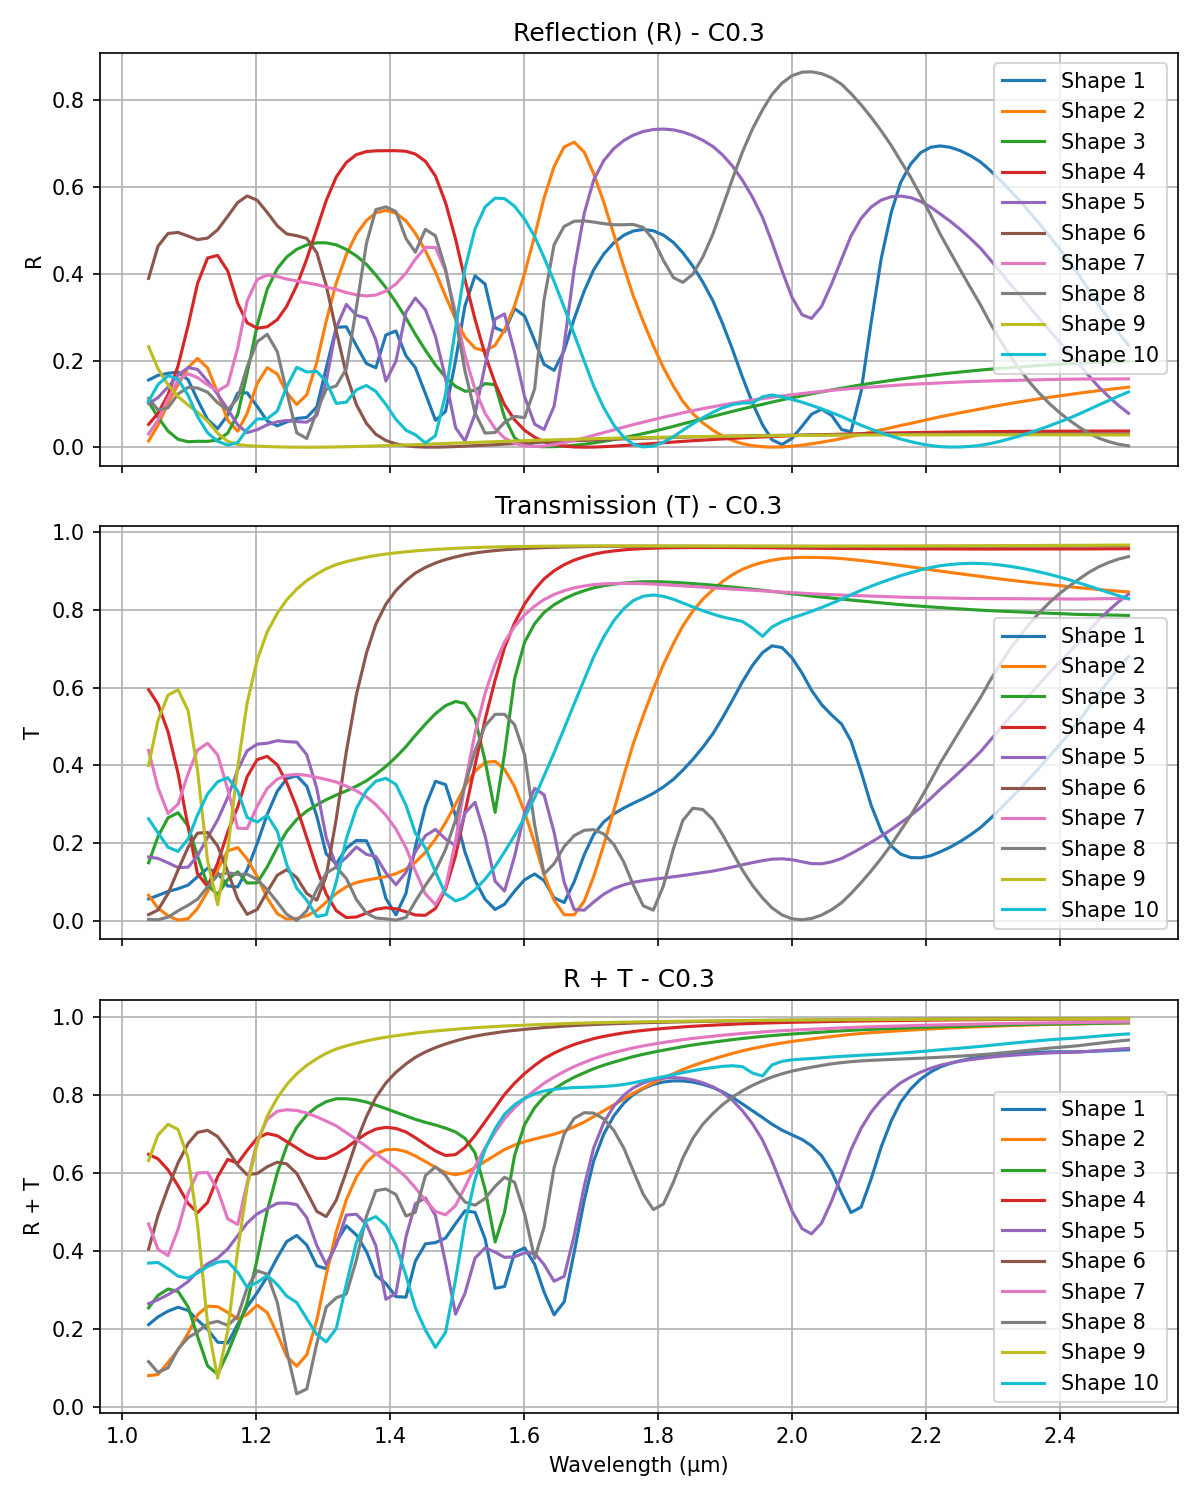 Reflection (R) - C0.3
R
0.8
0.6
0.4
0.2
0.0
Shape 1
Shape 2
Shape 3
Shape 4
Shape 5
Shape 6
Shape 7
Shape 8
Shape 9
Shape 10
Transmission (T) - C0.3
T
1.0
0.8
0.6
0.4
0.2
0.0
Shape 1
Shape 2
Shape 3
Shape 4
Shape 5
Shape 6
Shape 7
Shape 8
Shape 9
Shape 10
R + T - C0.3
R + T
1.0
0.8
0.6
0.4
0.2
0.0
Shape 1
Shape 2
Shape 3
Shape 4
Shape 5
Shape 6
Shape 7
Shape 8
Shape 9
Shape 10
1.0 1.2 1.4 1.6 1.8 2.0 2.2 2.4
Wavelength (µm)